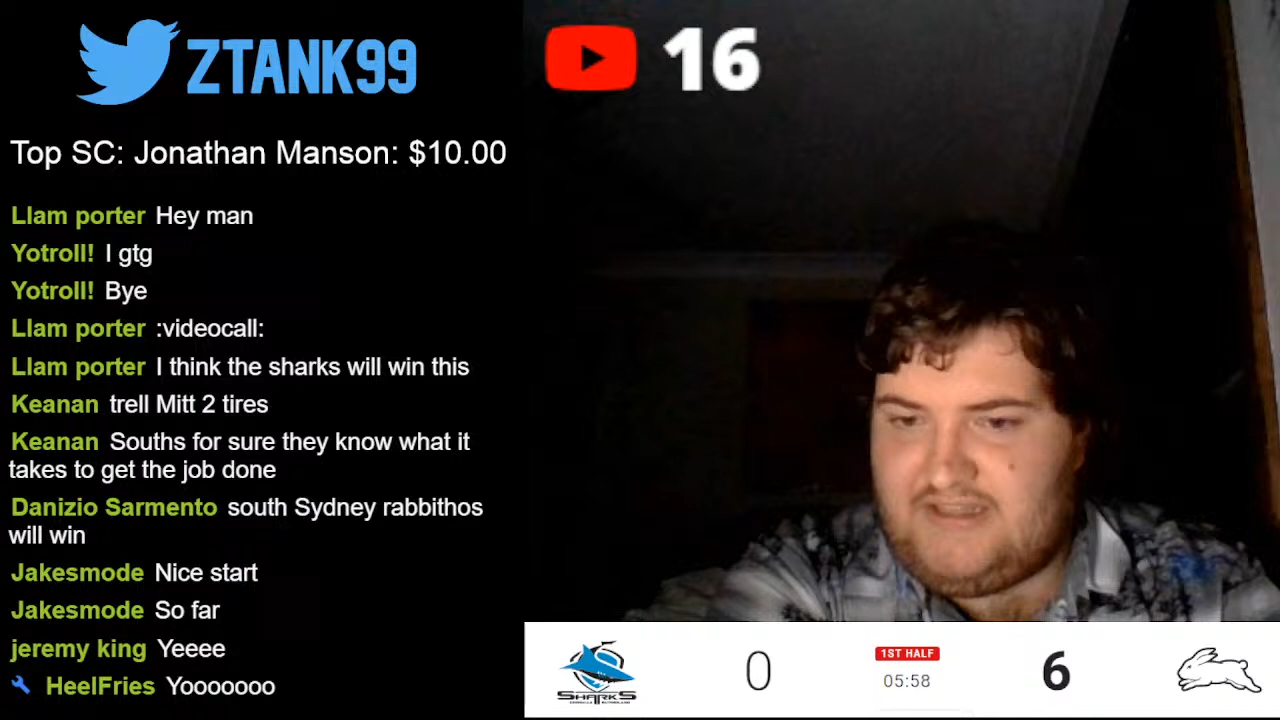 ZTANK99
16
Top SC: Jonathan Manson: $10.00
Llam porter Hey man
Yotroll! I gtg
Yotroll! Bye
Llam porter :videocall:
Llam porter I think the sharks will win this
Keanan trell Mitt 2 tires
Keanan Souths for sure they know what it
takes to get the job done
Danizio Sarmento south Sydney rabbithos
will win
Jakesmode Nice start
Jakesmode So far
jeremy king Yeeee
HeelFries Yooooooo
SHARKS
0
1ST HALF
05:58
6